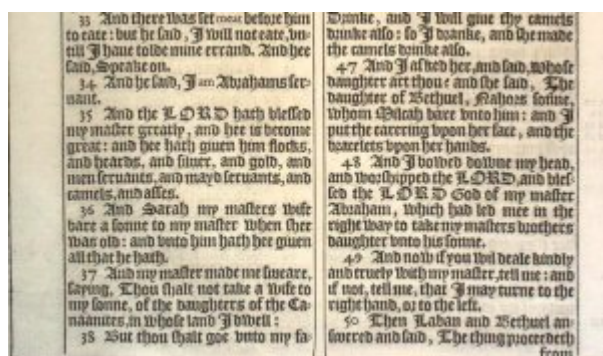 33 And there was set meat before him
to eate: but he said, I will not eate, vn-
till I haue tolde mine errand. And hee
said, Speake on.
34 And he said, I am Abrahams ser-
uant.
35 And the LORD hath blessed
my master greatly, and hee is become
great: and hee hath giuen him flocks,
and heards, and siluer, and gold, and
men seruants, and mayd seruants, and
camels, and asses.
36 And Sarah my masters wife
bare a sonne to my master when shee
was old: and vnto him hath hee giuen
all that he hath.
37 And my master made me sweare,
saying, Thou shalt not take a wife to
my sonne, of the daughters of the Ca-
naanites, in whose land I dwell:
38 But thou shalt goe vnto my fa-
Drinke, and I will giue thy camels
drinke also: so I dranke, and she made
the camels drinke also.
47 And I asked her, and said, Whose
daughter art thou? and she said, The
daughter of Bethuel, Nahors sonne,
whom Milcah bare vnto him: and I
put the earering vpon her face, and the
bracelets vpon her hands.
48 And I bowed downe my head,
and worshipped the LORD, and bles-
sed the LORD God of my master
Abraham, which had led mee in the
right way to take my masters brothers
daughter vnto his sonne.
49 And now if you wil deale kindly
and truely with my master, tell me: and
if not, tell me, that I may turne to the
right hand, or to the left.
50 Then Laban and Bethuel an-
swered and said, The thing proceedeth
from